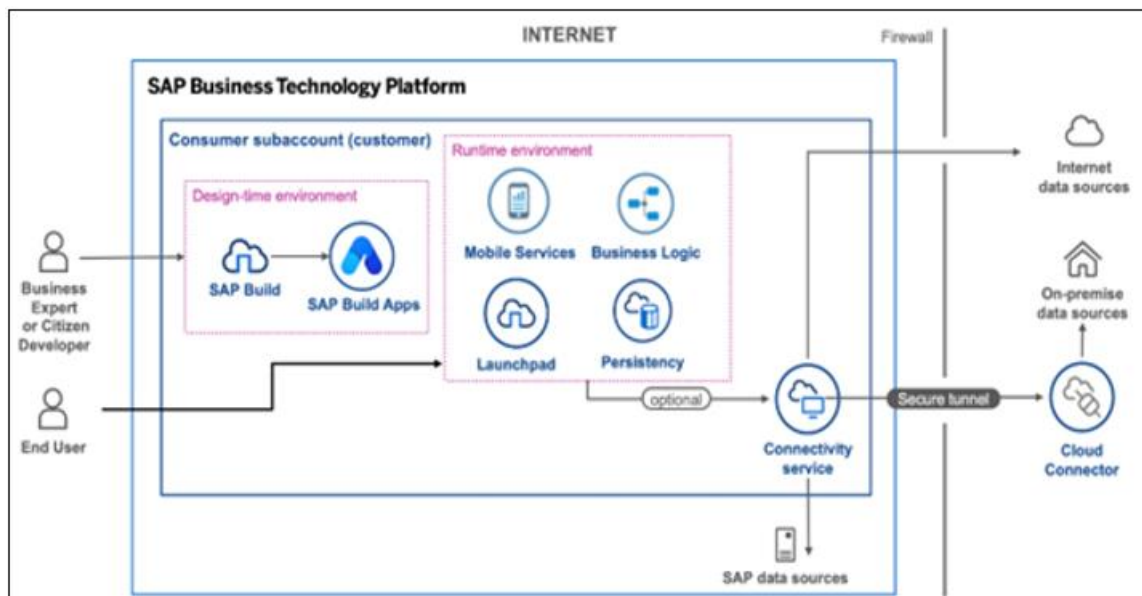 INTERNET
Firewall
SAP Business Technology Platform
Consumer subaccount (customer)
Runtime environment
Design-time environment
Mobile Services
Business Logic
SAP Build
SAP Build Apps
Launchpad
Persistency
Business
Expert
or Citizen
Developer
End User
optional
Connectivity
service
Secure tunnel
Internet
data sources
On-premise
data sources
Cloud
Connector
SAP data sources